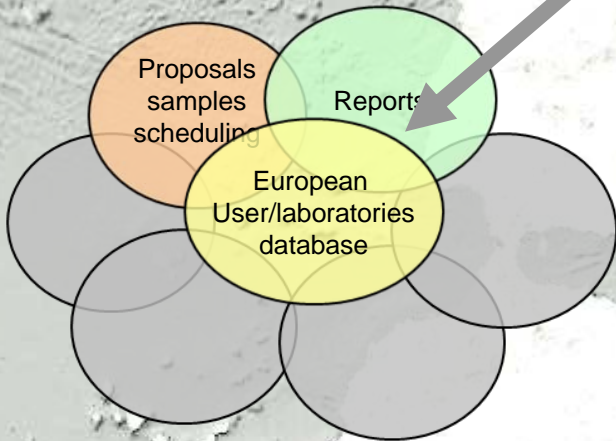 Proposals
samples
scheduling
Reports
European
User/laboratories
database